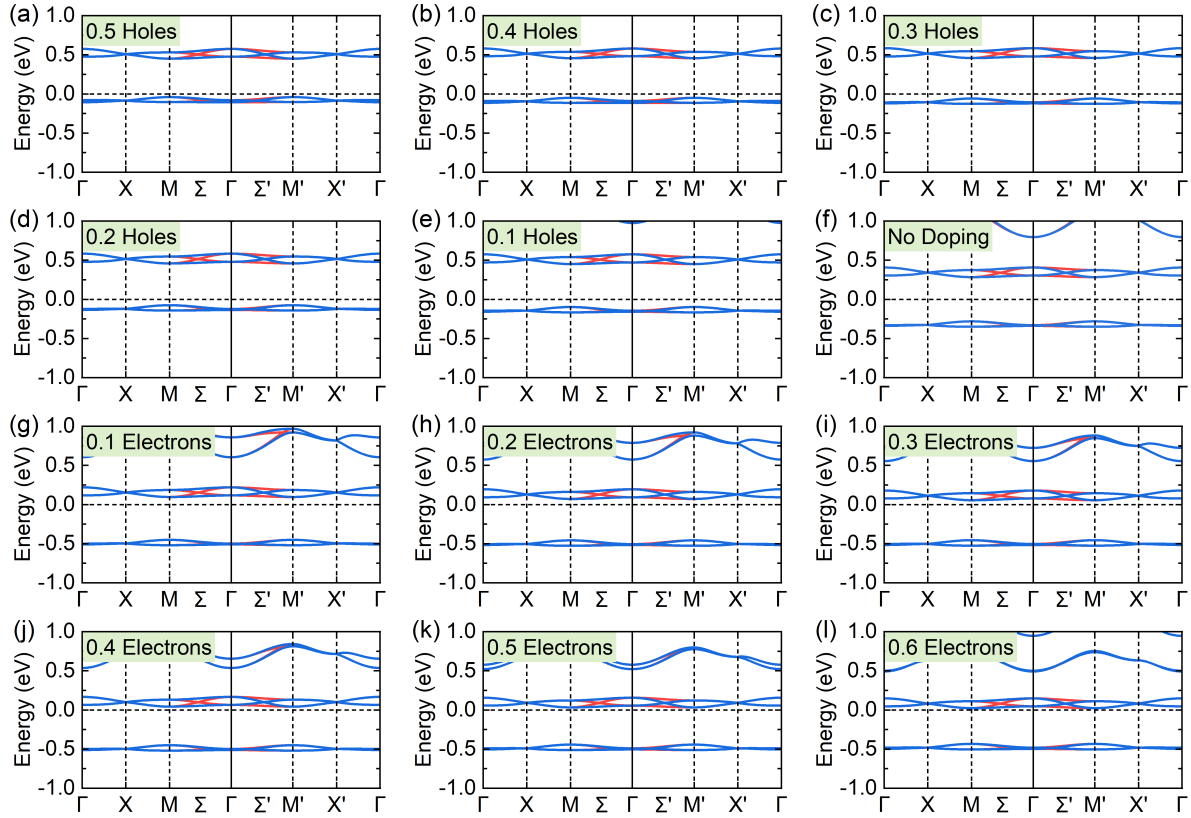 (a) 0.5 Holes
1.0
0.5
0.0
-0.5
-1.0
Energy (eV)
Γ X M Σ Γ Σ' M' X' Γ
(b) 0.4 Holes
1.0
0.5
0.0
-0.5
-1.0
Energy (eV)
Γ X M Σ Γ Σ' M' X' Γ
(c) 0.3 Holes
1.0
0.5
0.0
-0.5
-1.0
Energy (eV)
Γ X M Σ Γ Σ' M' X' Γ
(d) 0.2 Holes
1.0
0.5
0.0
-0.5
-1.0
Energy (eV)
Γ X M Σ Γ Σ' M' X' Γ
(e) 0.1 Holes
1.0
0.5
0.0
-0.5
-1.0
Energy (eV)
Γ X M Σ Γ Σ' M' X' Γ
(f) No Doping
1.0
0.5
0.0
-0.5
-1.0
Energy (eV)
Γ X M Σ Γ Σ' M' X' Γ
(g) 0.1 Electrons
1.0
0.5
0.0
-0.5
-1.0
Energy (eV)
Γ X M Σ Γ Σ' M' X' Γ
(h) 0.2 Electrons
1.0
0.5
0.0
-0.5
-1.0
Energy (eV)
Γ X M Σ Γ Σ' M' X' Γ
(i) 0.3 Electrons
1.0
0.5
0.0
-0.5
-1.0
Energy (eV)
Γ X M Σ Γ Σ' M' X' Γ
(j) 0.4 Electrons
1.0
0.5
0.0
-0.5
-1.0
Energy (eV)
Γ X M Σ Γ Σ' M' X' Γ
(k) 0.5 Electrons
1.0
0.5
0.0
-0.5
-1.0
Energy (eV)
Γ X M Σ Γ Σ' M' X' Γ
(l) 0.6 Electrons
1.0
0.5
0.0
-0.5
-1.0
Energy (eV)
Γ X M Σ Γ Σ' M' X' Γ